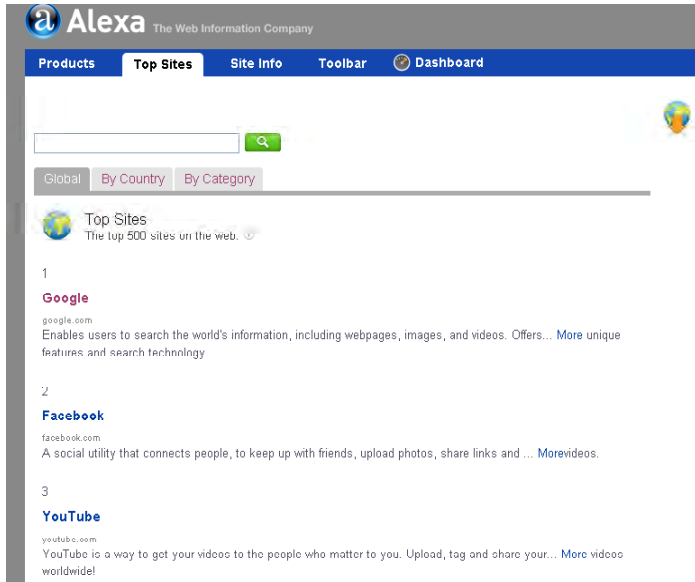 Alexa The Web Information Company
Products Top Sites Site Info Toolbar Dashboard
Global By Country By Category
Top Sites
The top 500 sites on the web.
1
Google
google.com
Enables users to search the world's information, including webpages, images, and videos. Offers... More unique
features and search technology
2
Facebook
facebook.com
A social utility that connects people, to keep up with friends, upload photos, share links and ... Morevideos.
3
YouTube
youtube.com
YouTube is a way to get your videos to the people who matter to you. Upload, tag and share your... More videos
worldwide!